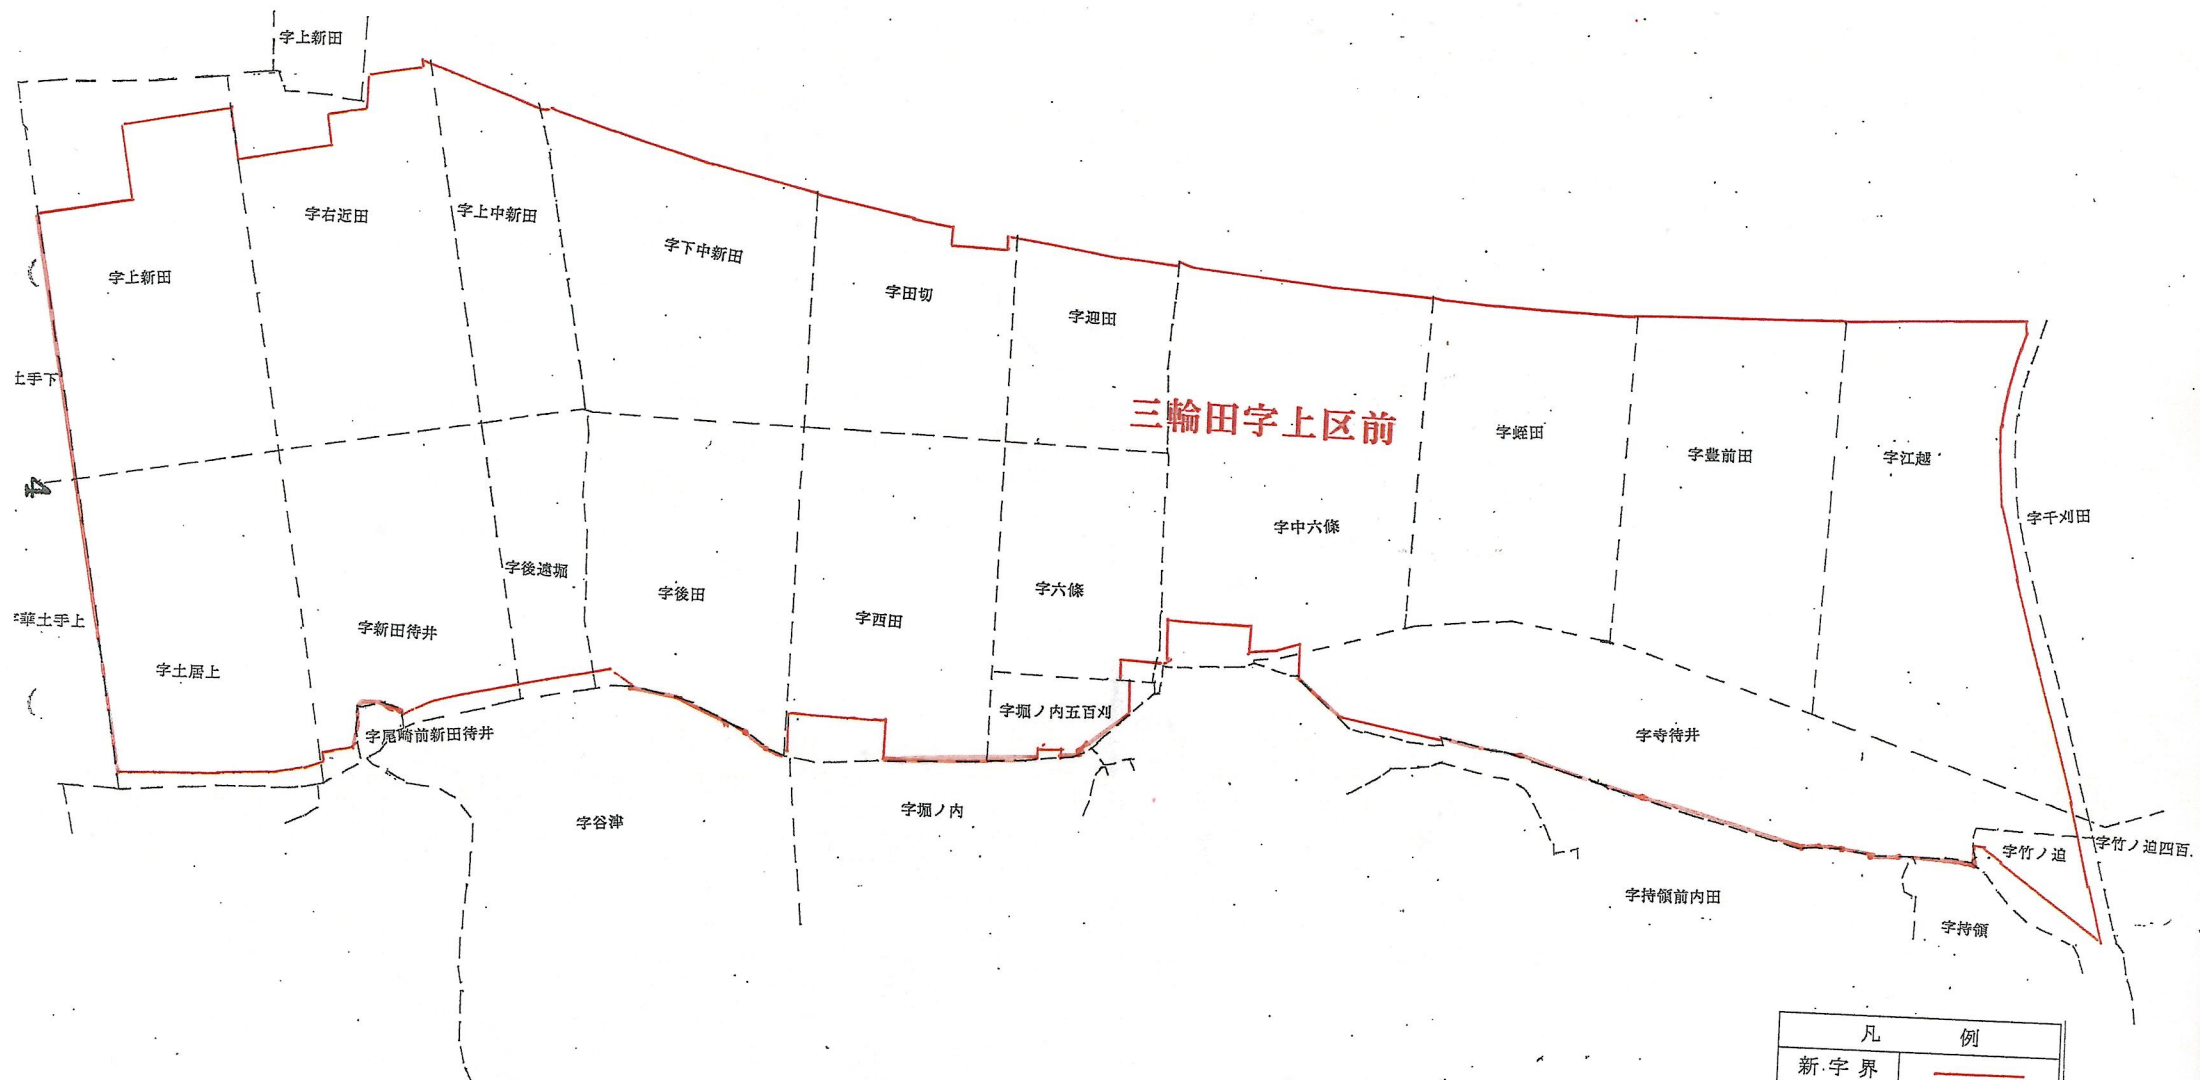 字上新田
字右近田
字上中新田
字下中新田
字上新田
字田切
字迎田
土手下
三輪田字上区前
字蛭田
字豊前田
字江越
4
字千刈田
字中六條
字後遠堀
字後田
字六條
字西田
土手上
字新田待井
字土居上
字堀ノ内五百刈
字尾崎前新田待井
字寺待井
字谷津
字堀ノ内
字竹ノ迫
字竹ノ迫四百
字持領前内田
字持領
凡例
新字界